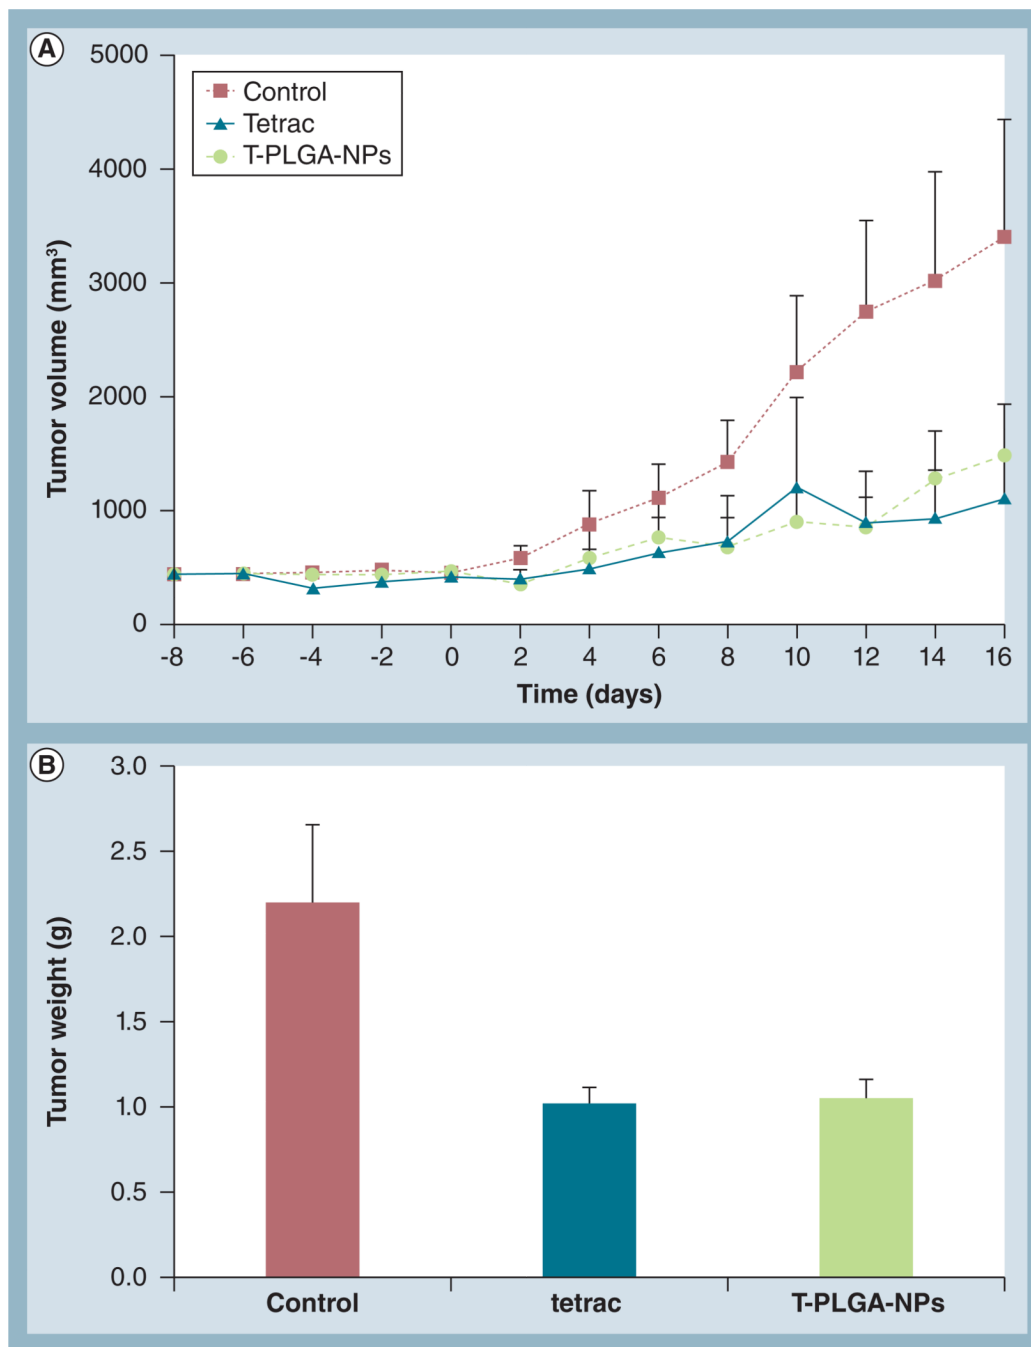 A
5000
4000
3000
2000
1000
0
Tumor volume (mm³)
Control
Tetrac
T-PLGA-NPs
-8 -6 -4 -2 0 2 4 6 8 10 12 14 16
Time (days)
B
3.0
2.5
2.0
1.5
1.0
0.5
0.0
Tumor weight (g)
Control tetrac T-PLGA-NPs